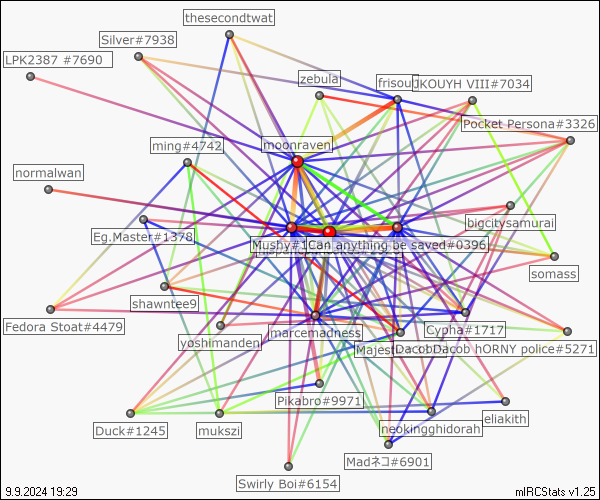 thesecondtwat
Silver#7938
LPK2387 #7690
zebula
frisou
JKOUYH VIII#7034
Pocket Persona#3326
ming#4742
moonraven
normalwan
bigcitysamurai
Eg.Master#1378
Mushy#1
Can anything be saved#0396
somass
shawntee9
Fedora Stoat#4479
yoshimanden
marcemadness
Cypha#1717
Majest
DacobDacob hORNY police#5271
Pikabro#9971
eliakith
Duck#1245
mukszi
neokingghidorah
Madネコ#6901
Swirly Boi#6154
9.9.2024 19:29
mIRCStats v1.25